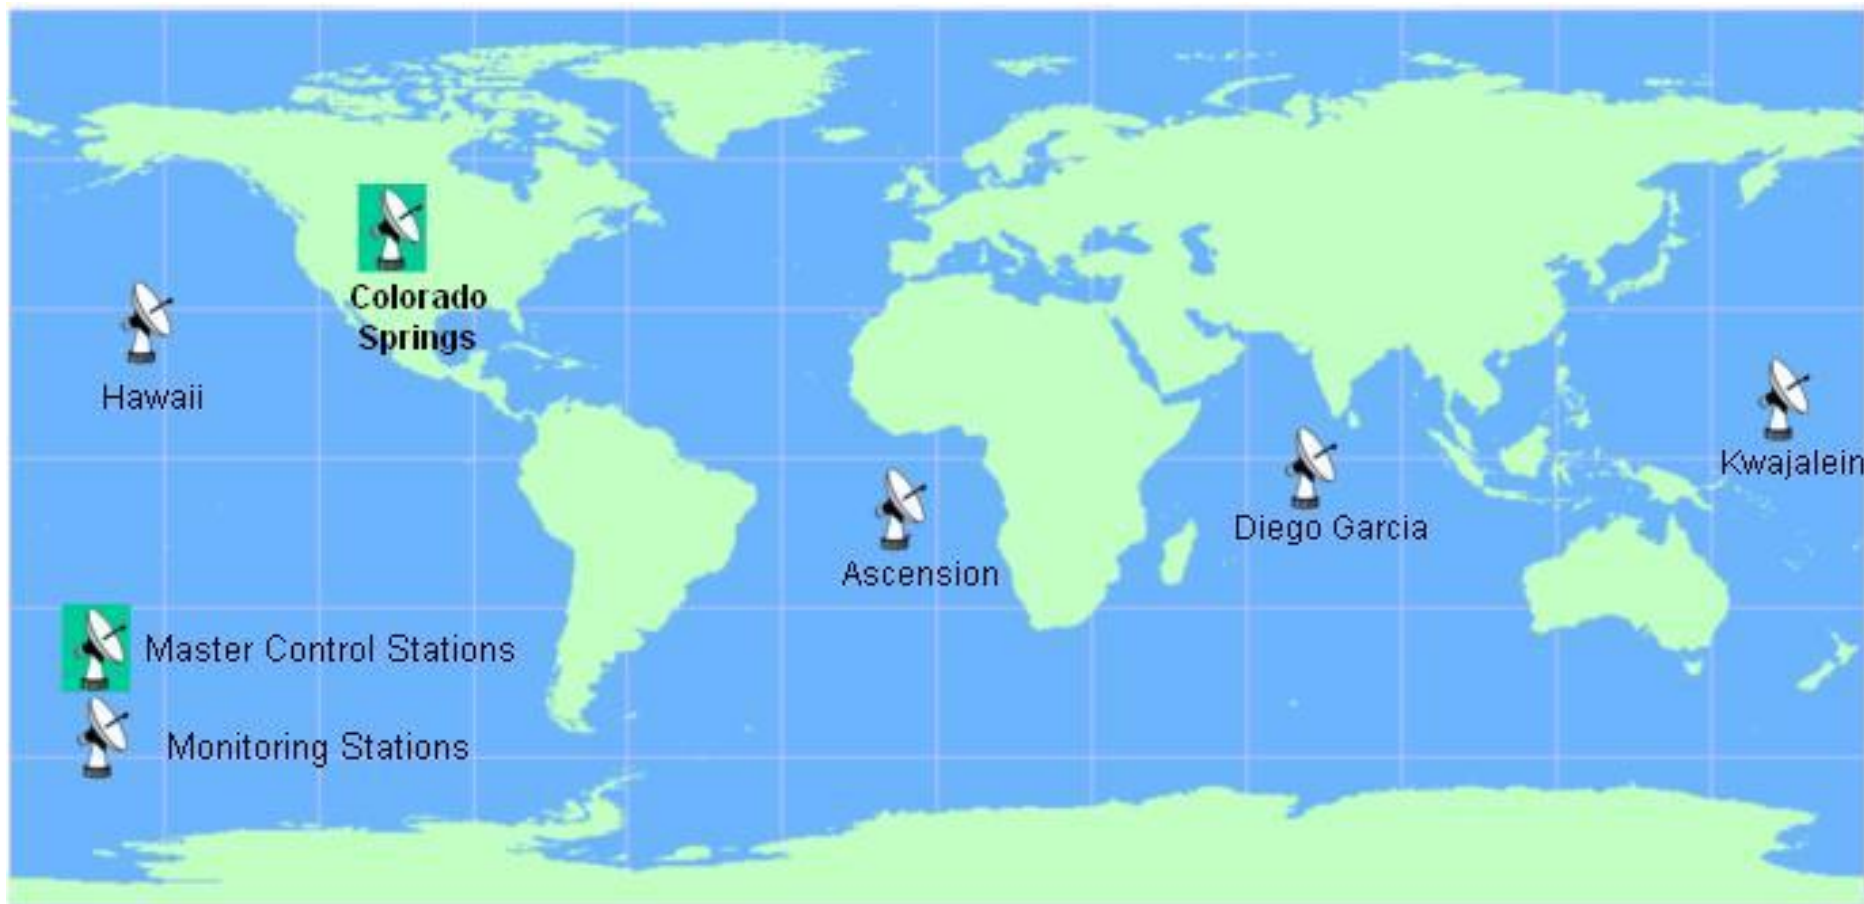 Colorado
Springs
Hawaii
Kwajalein
Diego Garcia
Ascension
Master Control Stations
Monitoring Stations